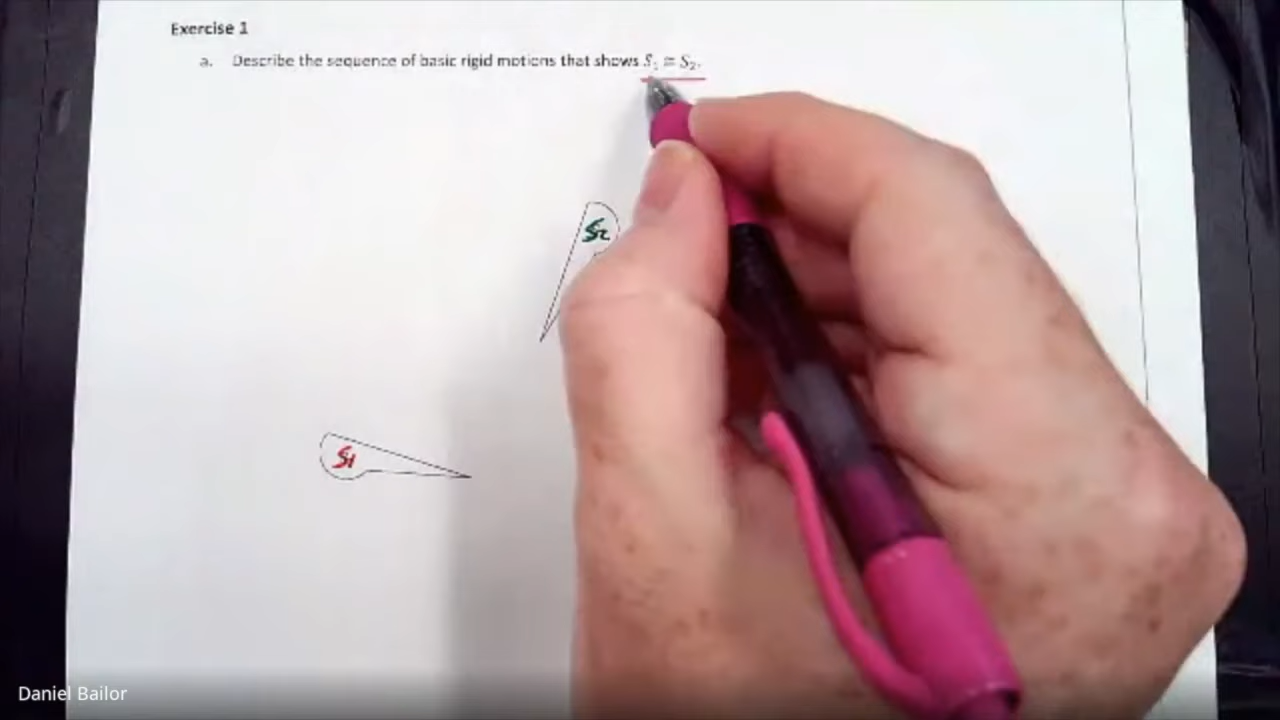 Exercise 1
a. Describe the sequence of basic rigid motions that shows S₁ ≅ S₂.
S₂
S₁
Daniel Bailor